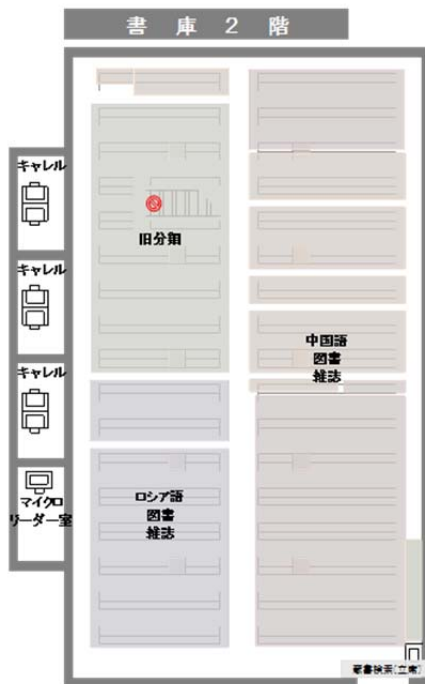 書庫2階
キャレル
旧分類
キャレル
中国語
図書
雑誌
キャレル
マイクロ
リーダー室
ロシア語
図書
雑誌
蔵書検索(立席)